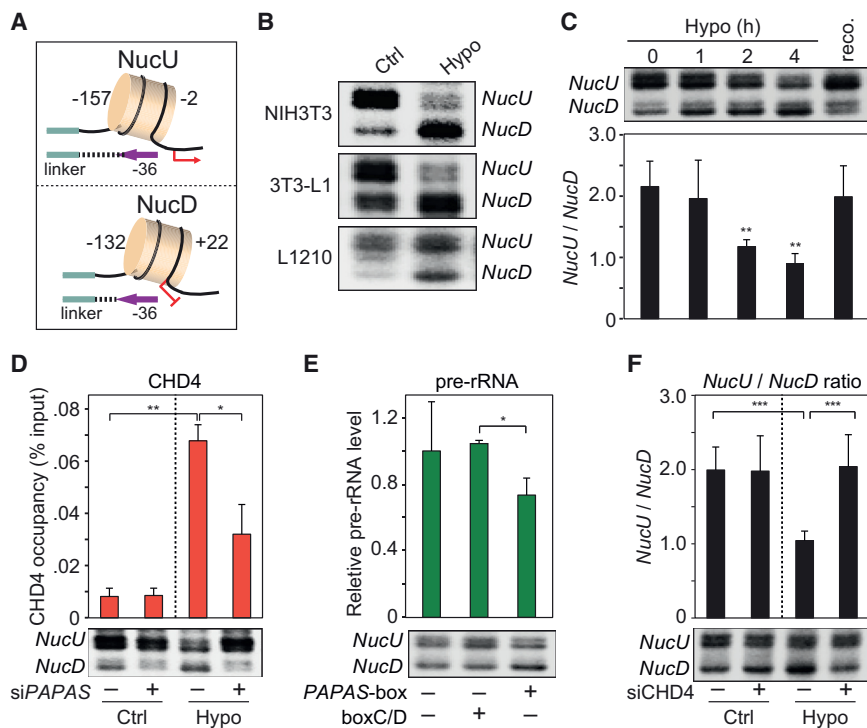 A
NucU
-157
-2
linker
-36
NucD
-132
+22
linker
-36
B
Ctrl Hypo
NIH3T3
NucU
NucD
3T3-L1
NucU
NucD
L1210
NucU
NucD
C
Hypo (h)
0 1 2 4 reco.
NucU
NucD
NucU / NucD
2.0
2.0
1.0
0
**
**
D
CHD4
CHD4 occupancy (% input)
.08
.06
.04
.02
0
**
*
NucU
NucD
siPAPAS
– + – +
Ctrl Hypo
E
pre-rRNA
Reletive pre-rRNA level
1.2
0.8
0.4
0
*
NucU
NucD
PAPAS-box – – +
boxC/D – + –
F
NucU / NucD ratio
NucU / NucD
3.0
2.0
1.0
0
***
***
NucU
NucD
siCHD4 – + – +
Ctrl Hypo